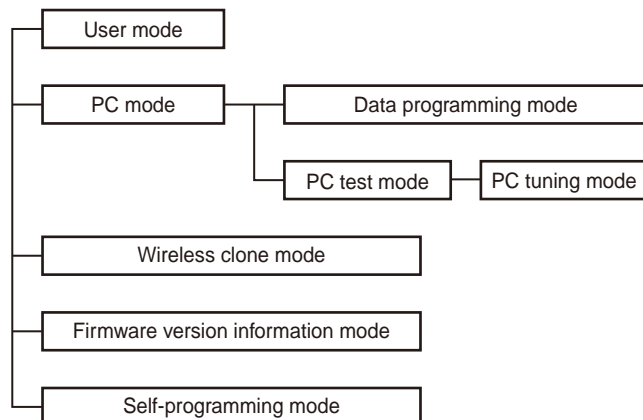 User mode
PC mode
Data programming mode
PC test mode
PC tuning mode
Wireless clone mode
Firmware version information mode
Self-programming mode